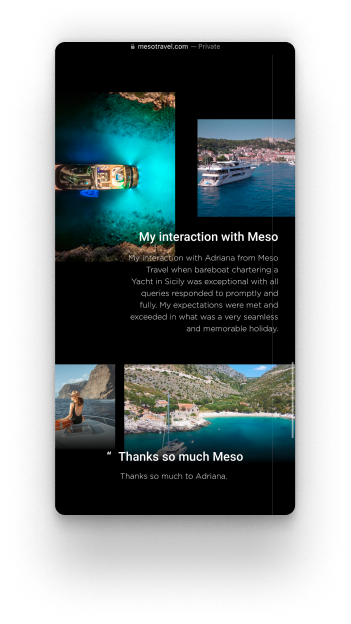 mesotravel.com — Private
My interaction with Meso
My interaction with Adriana from Meso
Travel when bareboat chartering a
Yacht in Sicily was exceptional with all
queries responded to promptly and
fully. My expectations were met and
exceeded in what was a very seamless
and memorable holiday.
“ Thanks so much Meso
Thanks so much to Adriana.